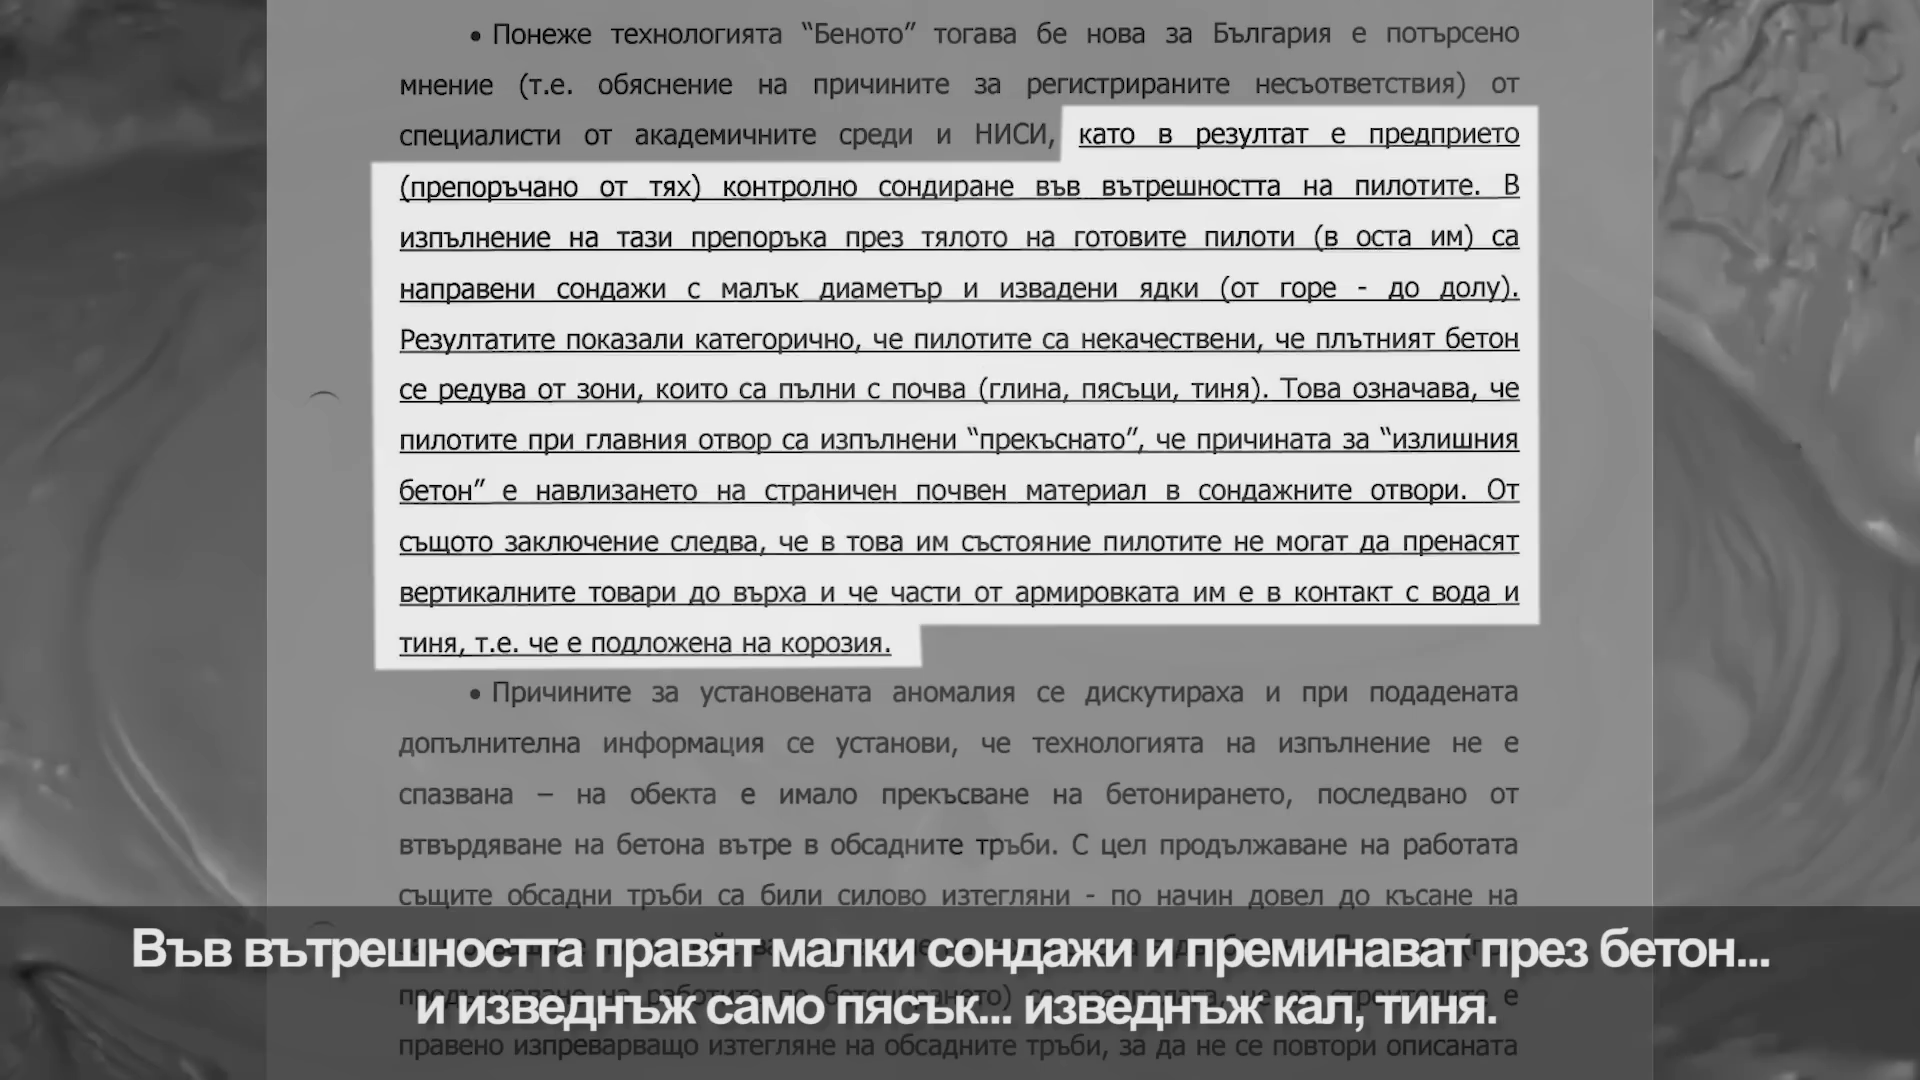 • Понеже технологията “Беното” тогава бе нова за България е потърсено
мнение (т.е. обяснение на причините за регистрираните несъответствия) от
специалисти от академичните среди и НИСИ, като в резултат е предприето
(препоръчано от тях) контролно сондиране във вътрешността на пилотите. В
изпълнение на тази препоръка през тялото на готовите пилоти (в оста им) са
направени сондажи с малък диаметър и извадени ядки (от горе - до долу).
Резултатите показали категорично, че пилотите са некачествени, че плътният бетон
се редува от зони, които са пълни с почва (глина, пясъци, тиня). Това означава, че
пилотите при главния отвор са изпълнени “прекъснато”, че причината за “излишния
бетон” е навлизането на страничен почвен материал в сондажните отвори. От
същото заключение следва, че в това им състояние пилотите не могат да пренасят
вертикалните товари до върха и че части от армировката им е в контакт с вода и
тиня, т.е. че е подложена на корозия.
• Причините за установената аномалия се дискутираха и при подадената
допълнителна информация се установи, че технологията на изпълнение не е
спазвана – на обекта е имало прекъсване на бетонирането, последвано от
втвърдяване на бетона вътре в обсадните тръби. С цел продължаване на работата
същите обсадни тръби са били силово изтегляни - по начин довел до късане на
Във вътрешността правят малки сондажи и преминават през бетон...
и изведнъж само пясък... изведнъж кал, тиня.
правено изпреварващо изтегляне на обсадните тръби, за да не се повтори описаната